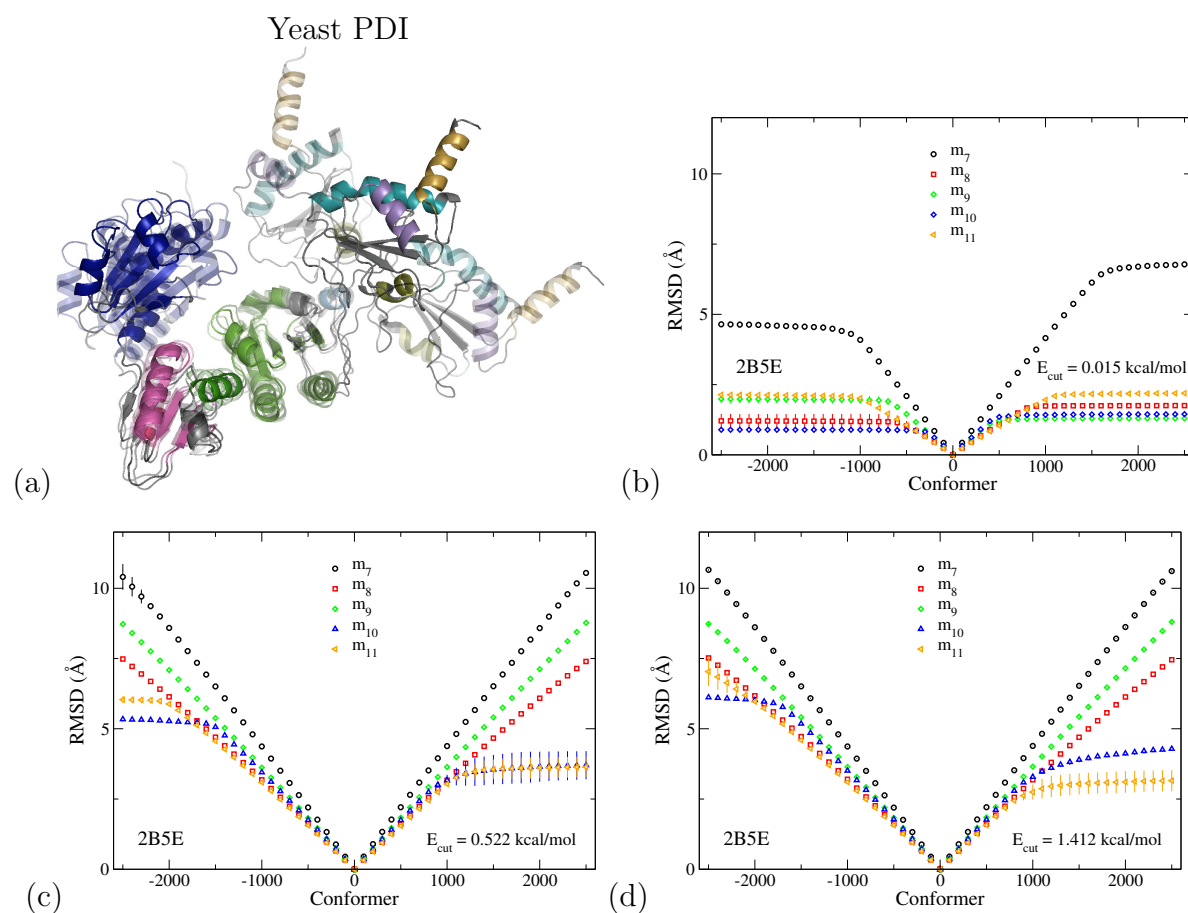 Yeast PDI
(a)
10
5
0
RMSD (Å)
m7
m8
m9
m10
m11
2B5E
Ecut = 0.015 kcal/mol
-2000 -1000 0 1000 2000
Conformer
(b)
10
5
0
RMSD (Å)
m7
m8
m9
m10
m11
2B5E
Ecut = 0.522 kcal/mol
-2000 -1000 0 1000 2000
Conformer
(c)
10
5
0
RMSD (Å)
m7
m8
m9
m10
m11
2B5E
Ecut = 1.412 kcal/mol
-2000 -1000 0 1000 2000
Conformer
(d)